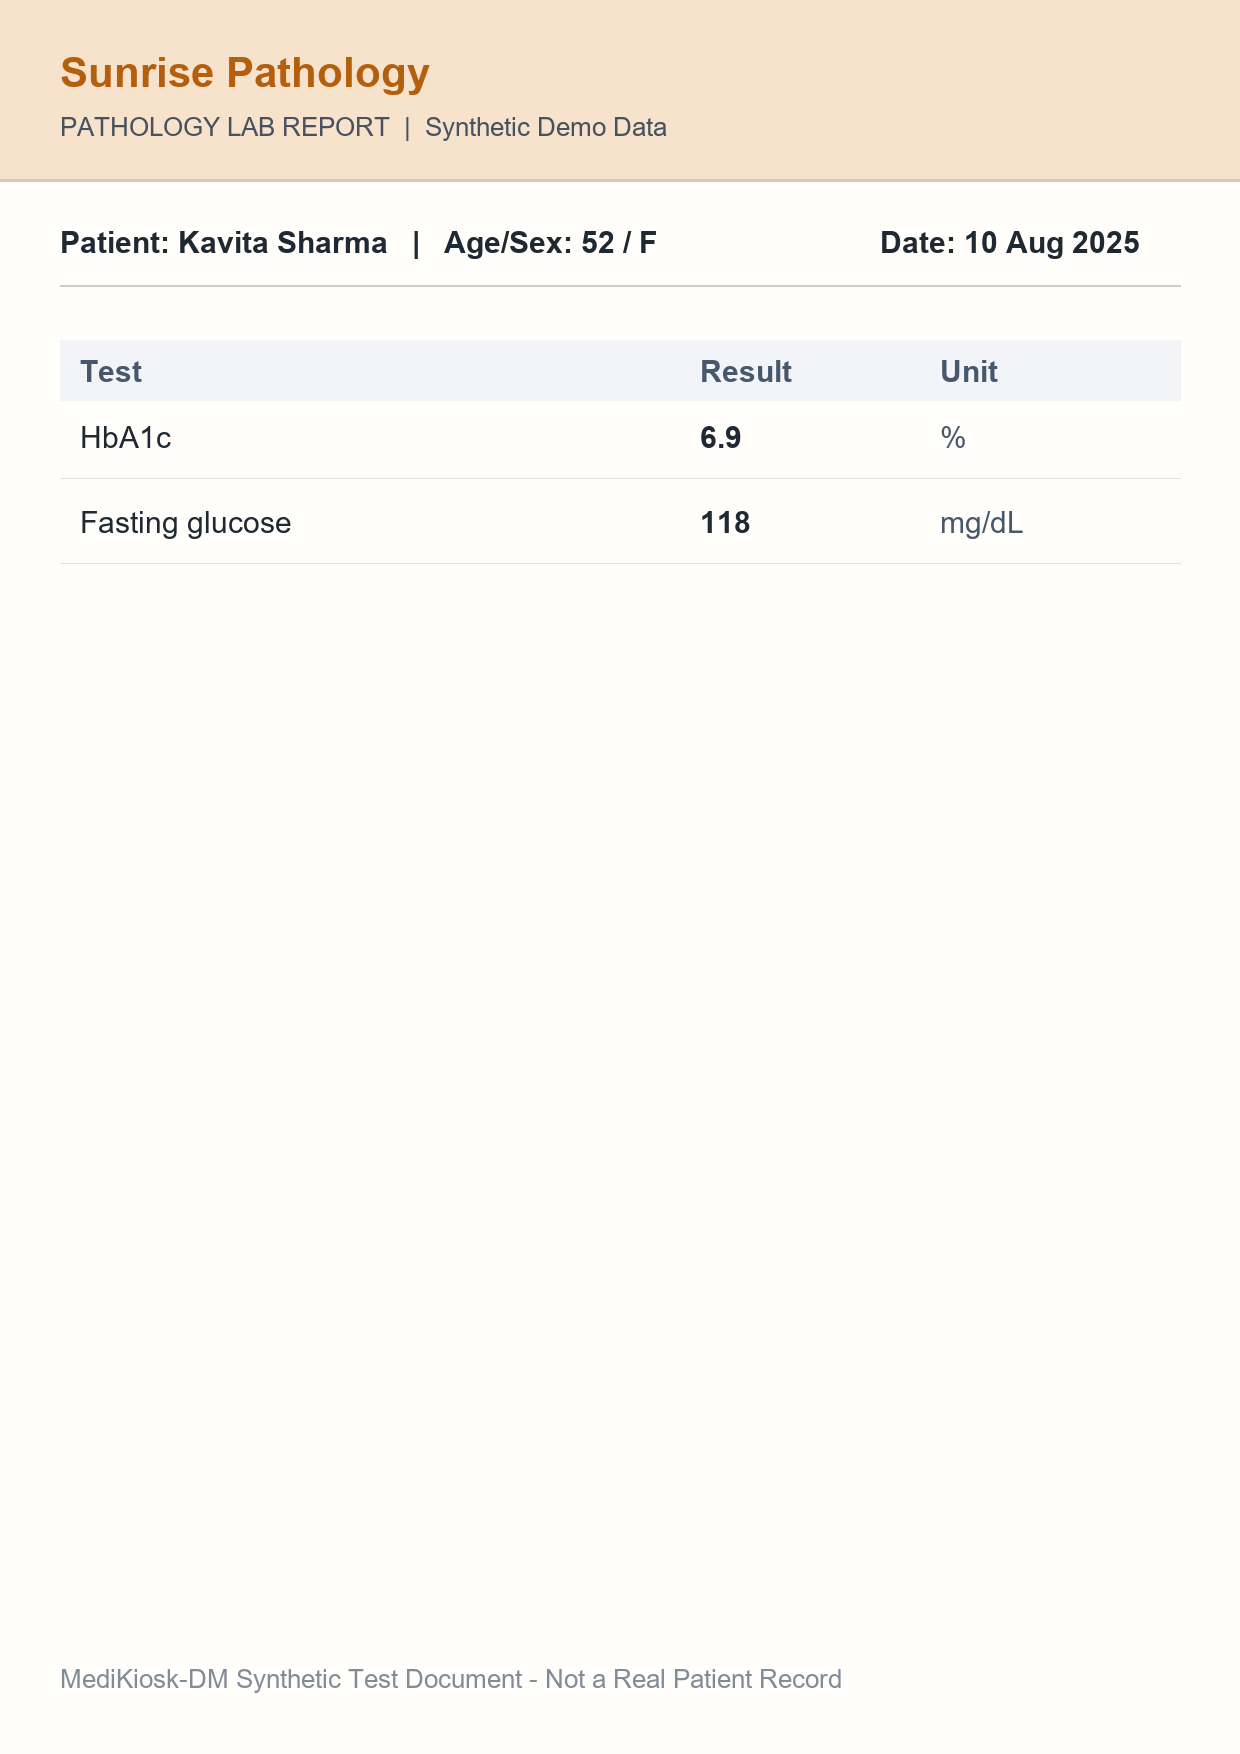 Sunrise Pathology
PATHOLOGY LAB REPORT | Synthetic Demo Data
Patient: Kavita Sharma | Age/Sex: 52 / F Date: 10 Aug 2025
Test Result Unit
HbA1c 6.9 %
Fasting glucose 118 mg/dL
MediKiosk-DM Synthetic Test Document - Not a Real Patient Record